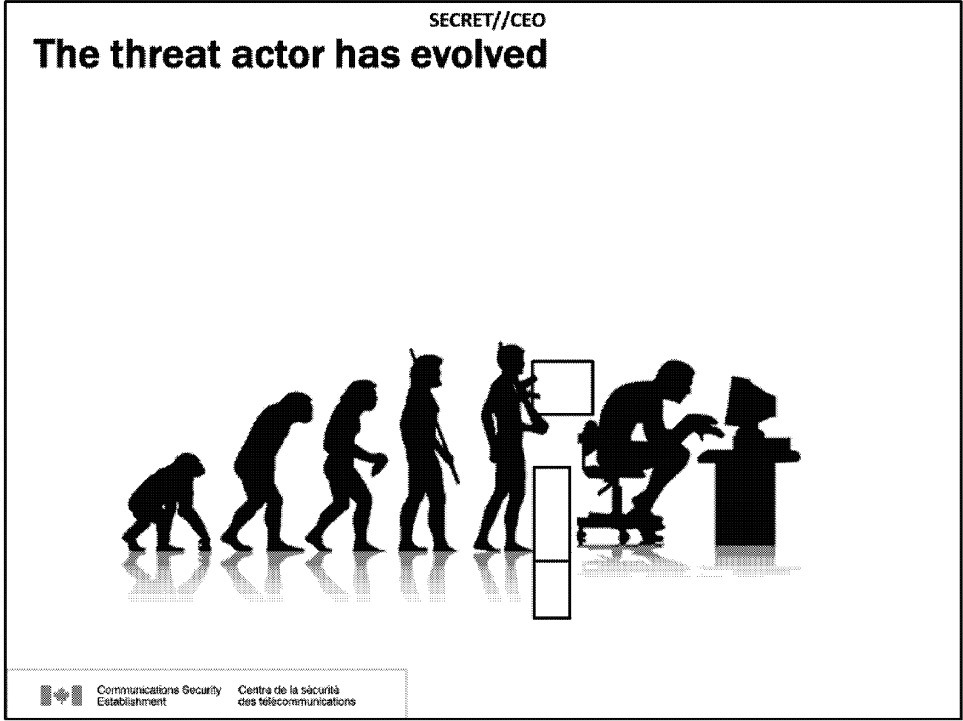 SECRET//CEO
The threat actor has evolved
Communications Security
Establishment
Centre de la sécurité
des télécommunications